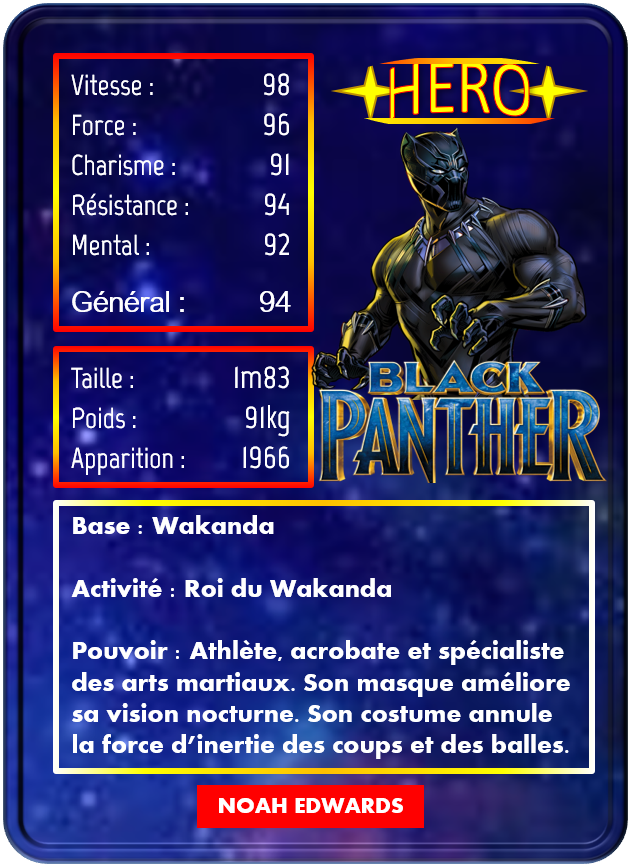 Vitesse : 98
Force : 96
Charisme : 91
Résistance : 94
Mental : 92
Général : 94
HERO
Taille : 1m83
Poids : 91kg
Apparition : 1966
BLACK
PANTHER
Base : Wakanda
Activité : Roi du Wakanda
Pouvoir : Athlète, acrobate et spécialiste
des arts martiaux. Son masque améliore
sa vision nocturne. Son costume annule
la force d’inertie des coups et des balles.
NOAH EDWARDS